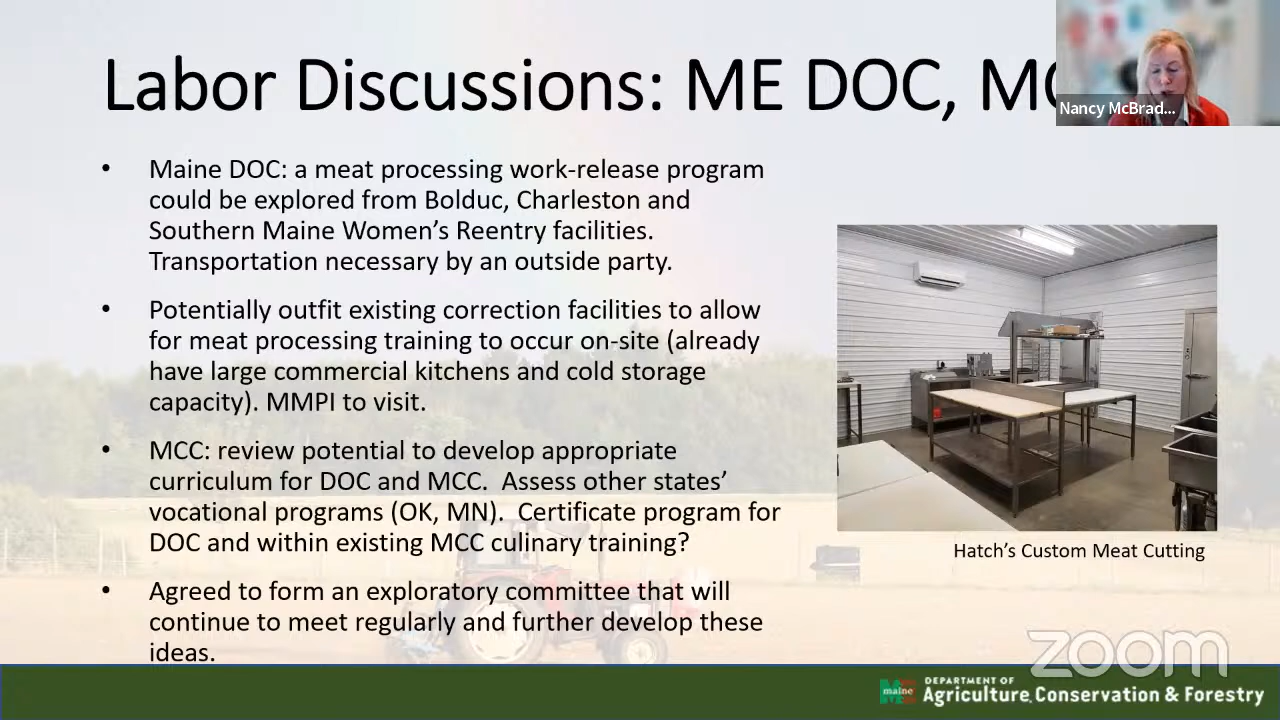 Labor Discussions: ME DOC, MC
Nancy McBrad...
• Maine DOC: a meat processing work-release program
could be explored from Bolduc, Charleston and
Southern Maine Women’s Reentry facilities.
Transportation necessary by an outside party.
• Potentially outfit existing correction facilities to allow
for meat processing training to occur on-site (already
have large commercial kitchens and cold storage
capacity). MMPI to visit.
• MCC: review potential to develop appropriate
curriculum for DOC and MCC. Assess other states’
vocational programs (OK, MN). Certificate program for
DOC and within existing MCC culinary training?
• Agreed to form an exploratory committee that will
continue to meet regularly and further develop these
ideas.
Hatch’s Custom Meat Cutting
zoom
maine
DEPARTMENT OF
Agriculture, Conservation & Forestry